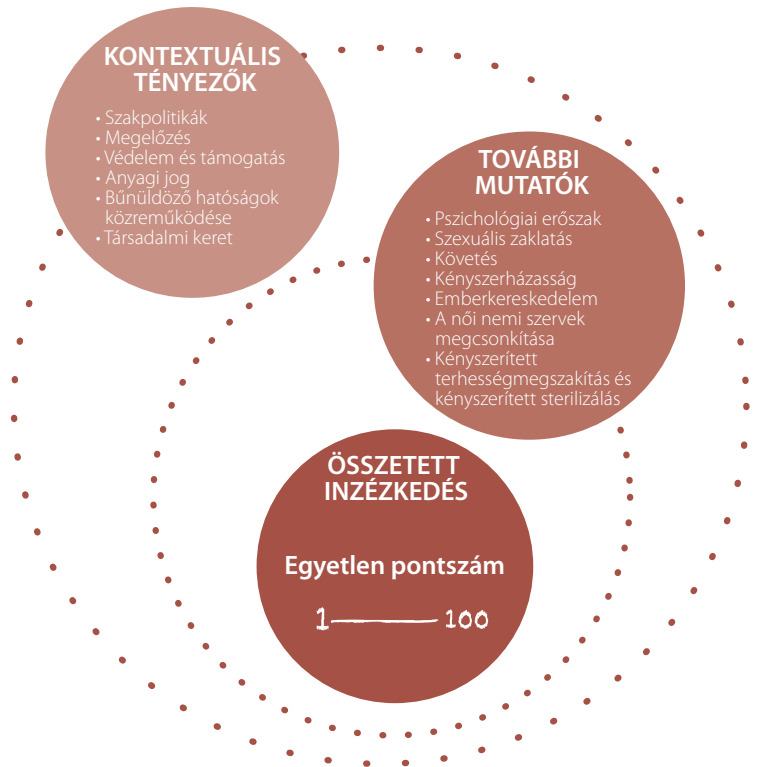 KONTEXTUÁLIS
TÉNYEZŐK
• Szakpolitikák
• Megelőzés
• Védelem és támogatás
• Anyagi jog
• Bűnüldöző hatóságok
közreműködése
• Társadalmi keret
TOVÁBBI
MUTATÓK
• Pszichológiai erőszak
• Szexuális zaklatás
• Követés
• Kényszerházasság
• Emberkereskedelem
• A női nemi szervek
megcsonkítása
• Kényszerített
terhességmegszakítás és
kényszerített sterilizálás
ÖSSZETETT
INZÉZKEDÉS
Egyetlen pontszám
1 100